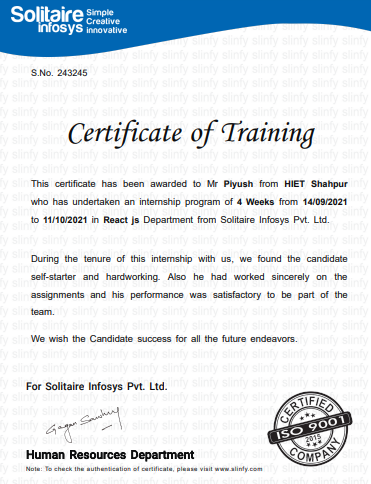 Solitaire Simple
infosys Creative
innovative
S.No. 243245
Certificate of Training
This certificate has been awarded to Mr Piyush from HIET Shahpur
who has undertaken an internship program of 4 Weeks from 14/09/2021
to 11/10/2021 in React js Department from Solitaire Infosys Pvt. Ltd.
During the tenure of this internship with us, we found the candidate
self-starter and hardworking. Also he had worked sincerely on the
assignments and his performance was satisfactory to be part of the
team.
We wish the Candidate success for all the future endeavors.
For Solitaire Infosys Pvt. Ltd.
CERTIFIED
ISO 9001
2015
COMPANY
Human Resources Department
Note: To check the authentication of certificate, please visit www.slinfy.com